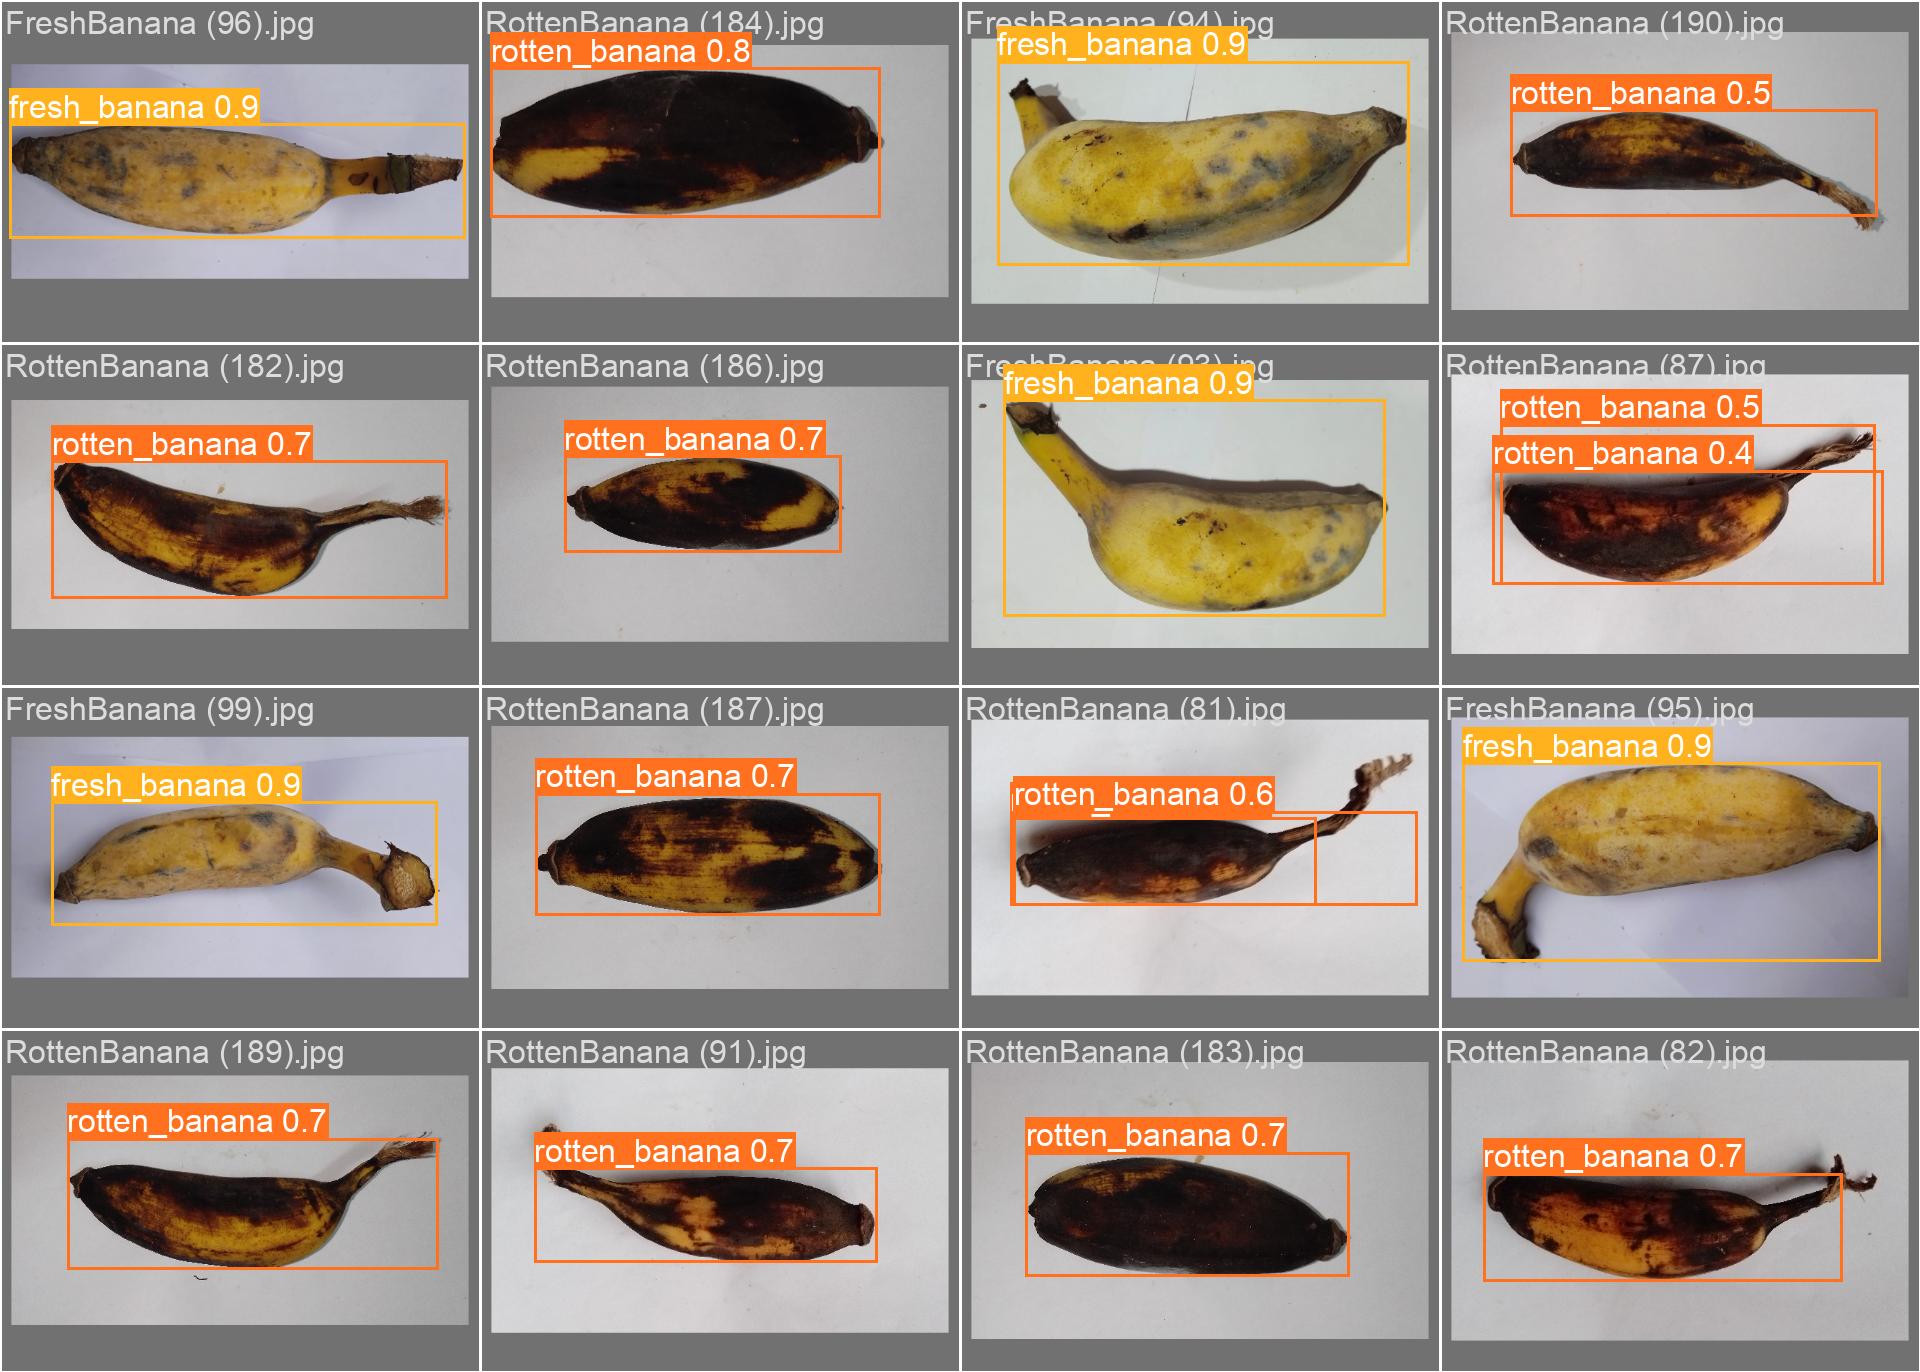 FreshBanana (96).jpg
fresh_banana 0.9
RottenBanana (184).jpg
rotten_banana 0.8
FreshBanana (94).jpg
fresh_banana 0.9
RottenBanana (190).jpg
rotten_banana 0.5
RottenBanana (182).jpg
rotten_banana 0.7
RottenBanana (186).jpg
rotten_banana 0.7
FreshBanana (93).jpg
fresh_banana 0.9
RottenBanana (87).jpg
rotten_banana 0.5
rotten_banana 0.4
FreshBanana (99).jpg
fresh_banana 0.9
RottenBanana (187).jpg
rotten_banana 0.7
RottenBanana (81).jpg
rotten_banana 0.6
FreshBanana (95).jpg
fresh_banana 0.9
RottenBanana (189).jpg
rotten_banana 0.7
RottenBanana (91).jpg
rotten_banana 0.7
RottenBanana (183).jpg
rotten_banana 0.7
RottenBanana (82).jpg
rotten_banana 0.7